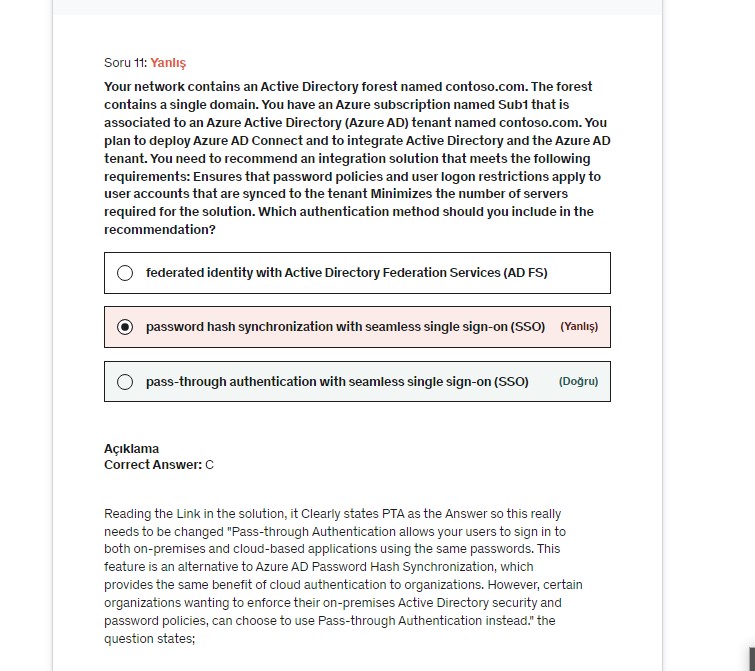 Soru 11: Yanlış
Your network contains an Active Directory forest named contoso.com. The forest
contains a single domain. You have an Azure subscription named Sub1 that is
associated to an Azure Active Directory (Azure AD) tenant named contoso.com. You
plan to deploy Azure AD Connect and to integrate Active Directory and the Azure AD
tenant. You need to recommend an integration solution that meets the following
requirements: Ensures that password policies and user logon restrictions apply to
user accounts that are synced to the tenant Minimizes the number of servers
required for the solution. Which authentication method should you include in the
recommendation?
federated identity with Active Directory Federation Services (AD FS)
password hash synchronization with seamless single sign-on (SSO) (Yanlış)
pass-through authentication with seamless single sign-on (SSO) (Doğru)
Açıklama
Correct Answer: C
Reading the Link in the solution, it Clearly states PTA as the Answer so this really
needs to be changed "Pass-through Authentication allows your users to sign in to
both on-premises and cloud-based applications using the same passwords. This
feature is an alternative to Azure AD Password Hash Synchronization, which
provides the same benefit of cloud authentication to organizations. However, certain
organizations wanting to enforce their on-premises Active Directory security and
password policies, can choose to use Pass-through Authentication instead." the
question states;